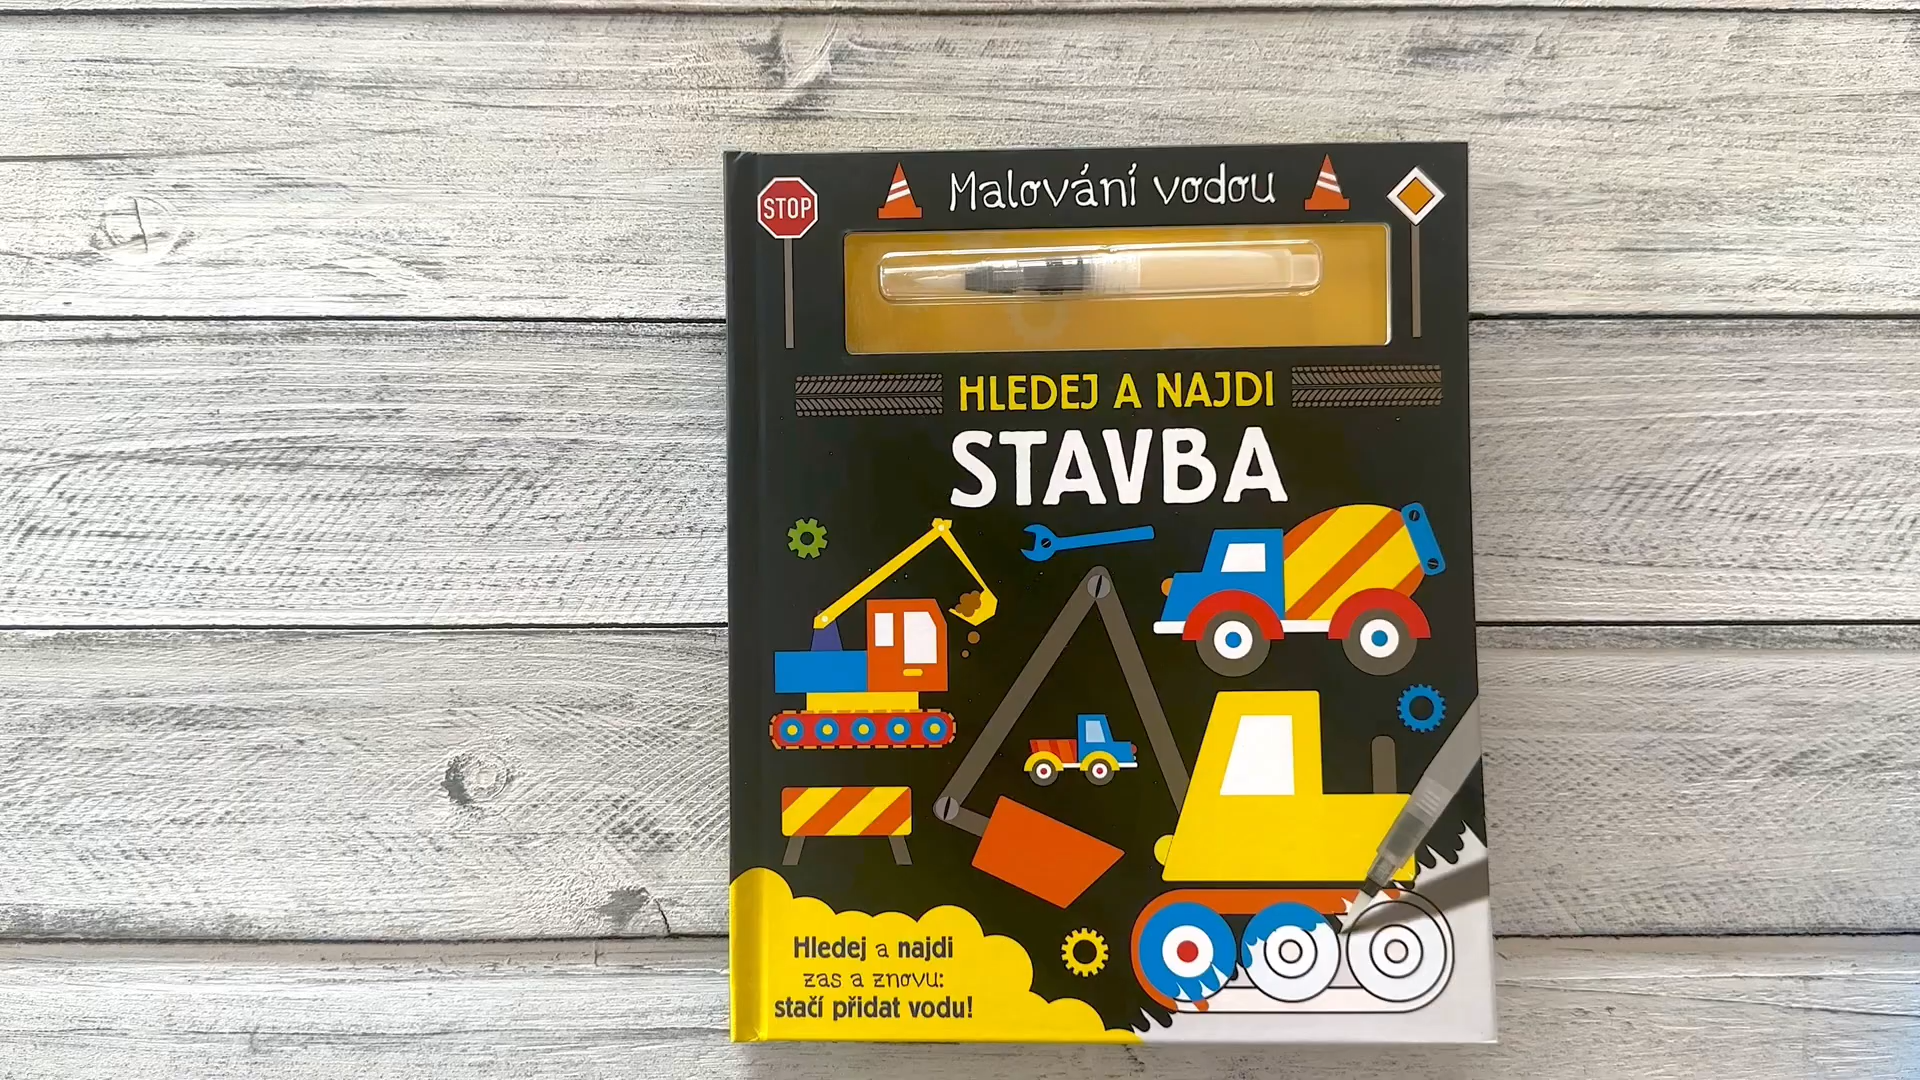 Malování vodou
STOP
HLEDEJ A NAJDI
STAVBA
Hledej a najdi
zas a znovu:
stačí přidat vodu!